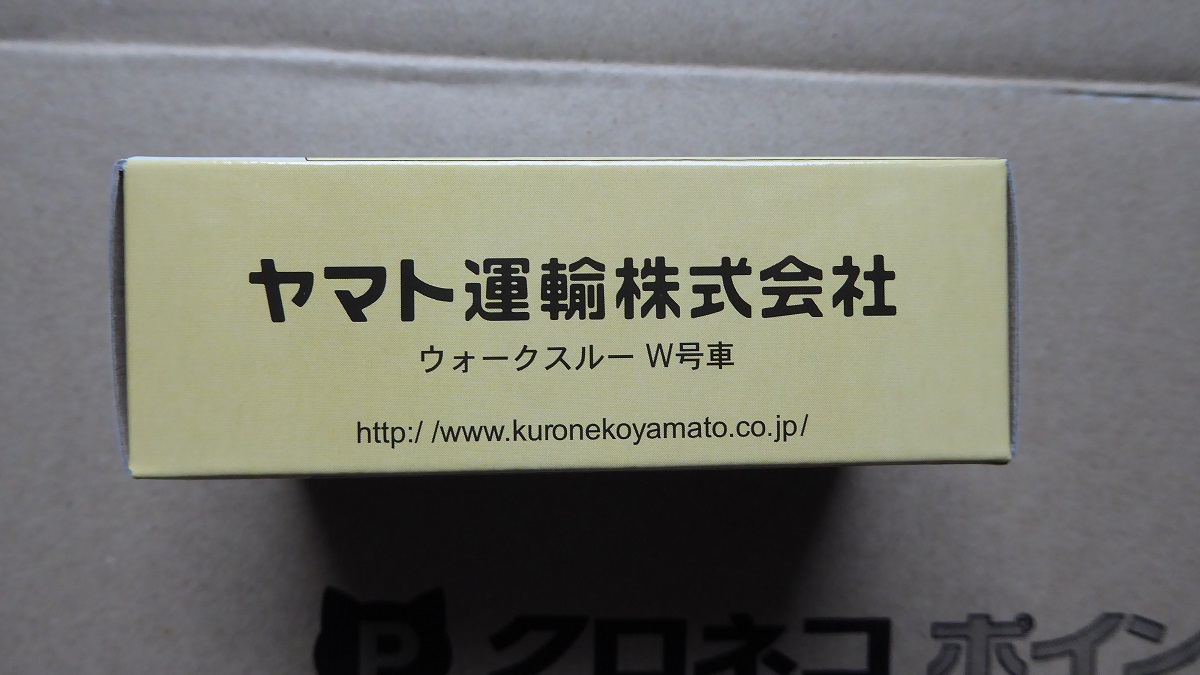 ヤマト運輸株式会社
ウォークスルー W号車
http:/ /www.kuronekoyamato.co.jp/
P クロネコ ポイン